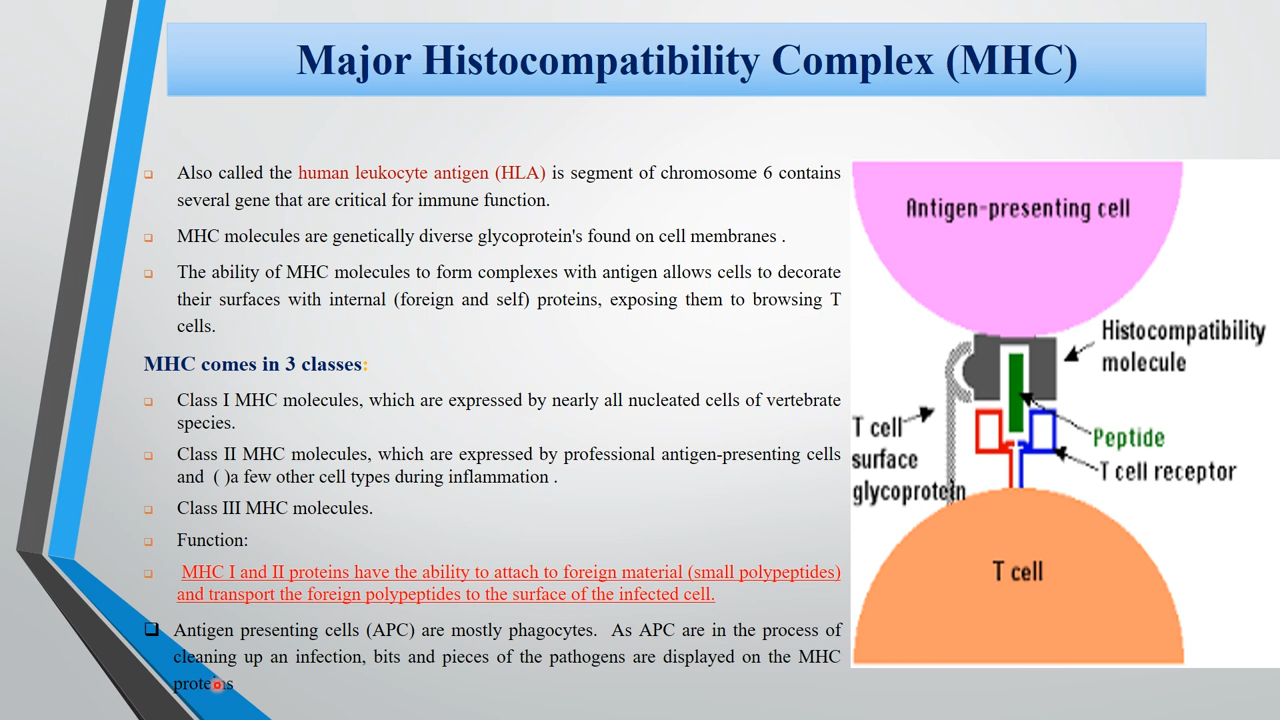 Major Histocompatibility Complex (MHC)
Also called the human leukocyte antigen (HLA) is segment of chromosome 6 contains
several gene that are critical for immune function.
MHC molecules are genetically diverse glycoprotein's found on cell membranes .
The ability of MHC molecules to form complexes with antigen allows cells to decorate
their surfaces with internal (foreign and self) proteins, exposing them to browsing T
cells.
MHC comes in 3 classes:
Class I MHC molecules, which are expressed by nearly all nucleated cells of vertebrate
species.
Class II MHC molecules, which are expressed by professional antigen-presenting cells
and ( )a few other cell types during inflammation .
Class III MHC molecules.
Function:
MHC I and II proteins have the ability to attach to foreign material (small polypeptides)
and transport the foreign polypeptides to the surface of the infected cell.
Antigen presenting cells (APC) are mostly phagocytes. As APC are in the process of
cleaning up an infection, bits and pieces of the pathogens are displayed on the MHC
proteins
Antigen-presenting cell
Histocompatibility
molecule
T cell
surface
glycoprotein
Peptide
T cell receptor
T cell